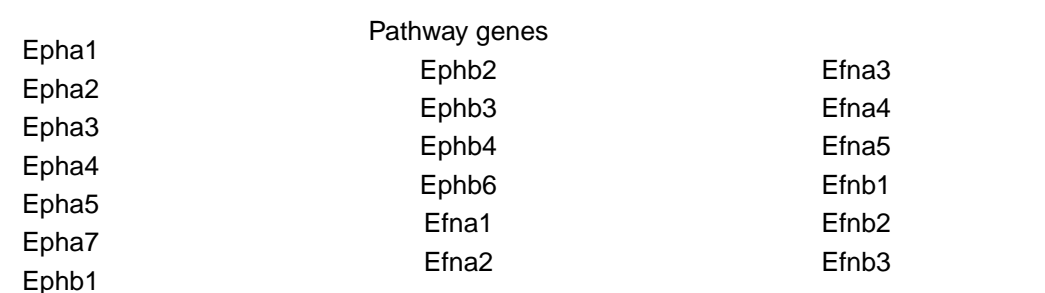 Pathway genes
Epha1
Epha2
Epha3
Epha4
Epha5
Epha7
Ephb1
Ephb2
Ephb3
Ephb4
Ephb6
Efna1
Efna2
Efna3
Efna4
Efna5
Efnb1
Efnb2
Efnb3